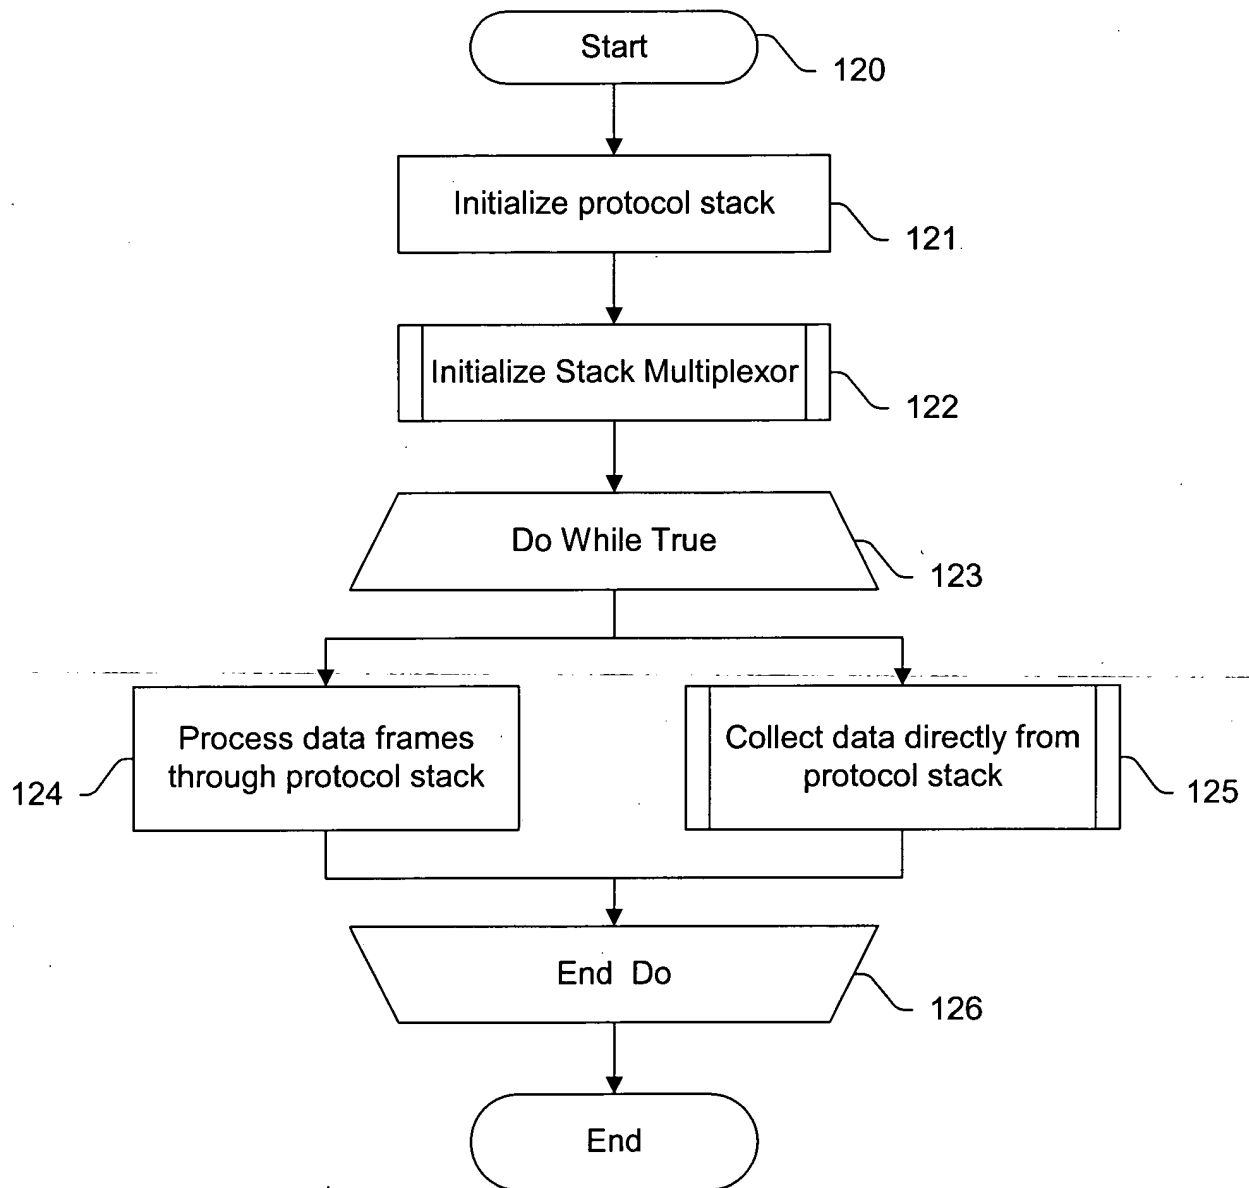 Start
120
Initialize protocol stack
121
Initialize Stack Multiplexor
122
Do While True
123
Process data frames
through protocol stack
124
Collect data directly from
protocol stack
125
End Do
126
End